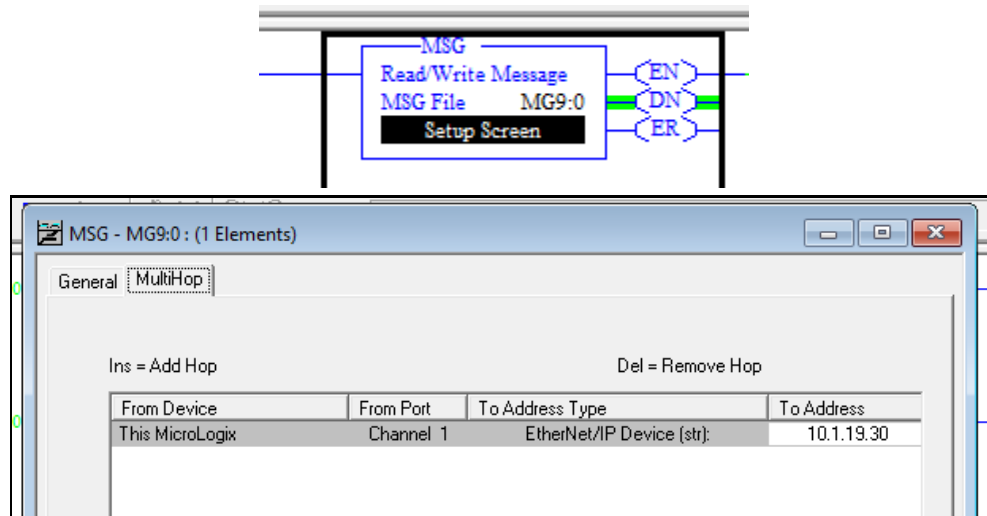 MSG
Read/Write Message
MSG File MG9:0
Setup Screen
EN
DN
ER
MSG - MG9:0 : (1 Elements)
General MultiHop
Ins = Add Hop Del = Remove Hop
From Device From Port To Address Type To Address
This MicroLogix Channel 1 EtherNet/IP Device (str): 10.1.19.30